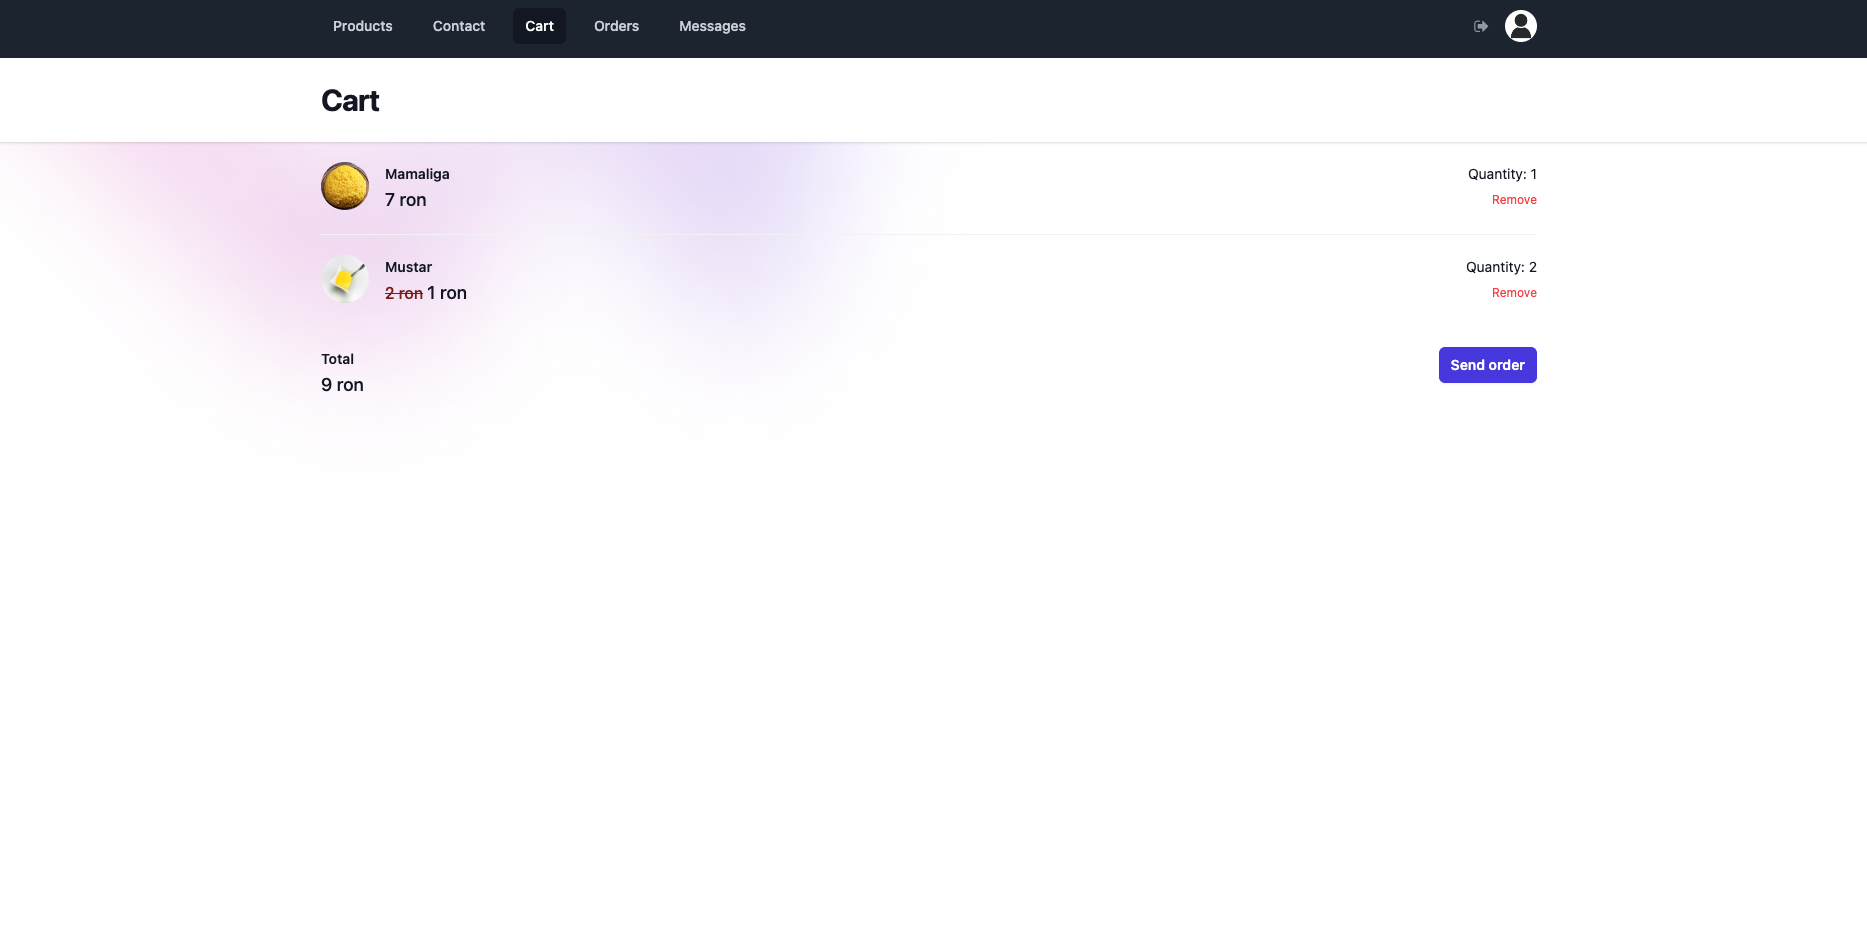 Products Contact Cart Orders Messages
Cart
Mamaliga Quantity: 1
7 ron Remove
Mustar Quantity: 2
2 ron 1 ron Remove
Total
9 ron
Send order